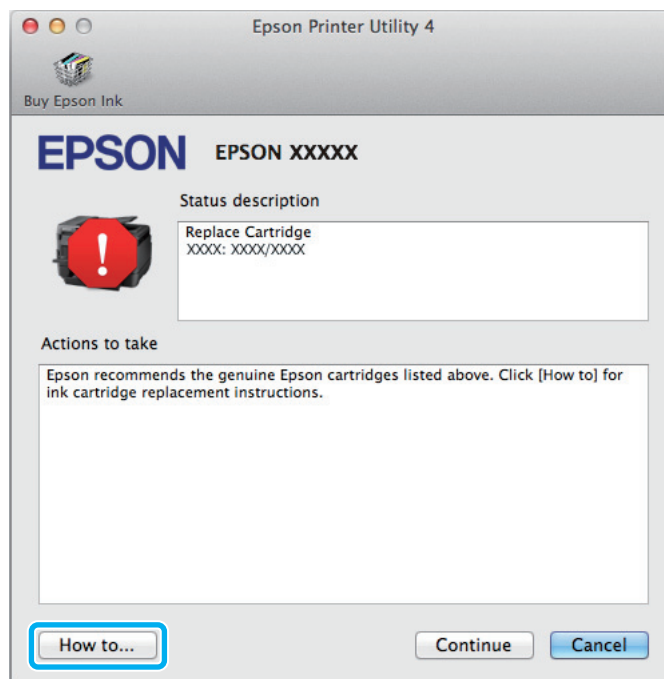 Epson Printer Utility 4
Buy Epson Ink
EPSON EPSON XXXXX
Status description
Replace Cartridge
XXXX: XXXX/XXXX
!
Actions to take
Epson recommends the genuine Epson cartridges listed above. Click [How to] for
ink cartridge replacement instructions.
How to... Continue Cancel